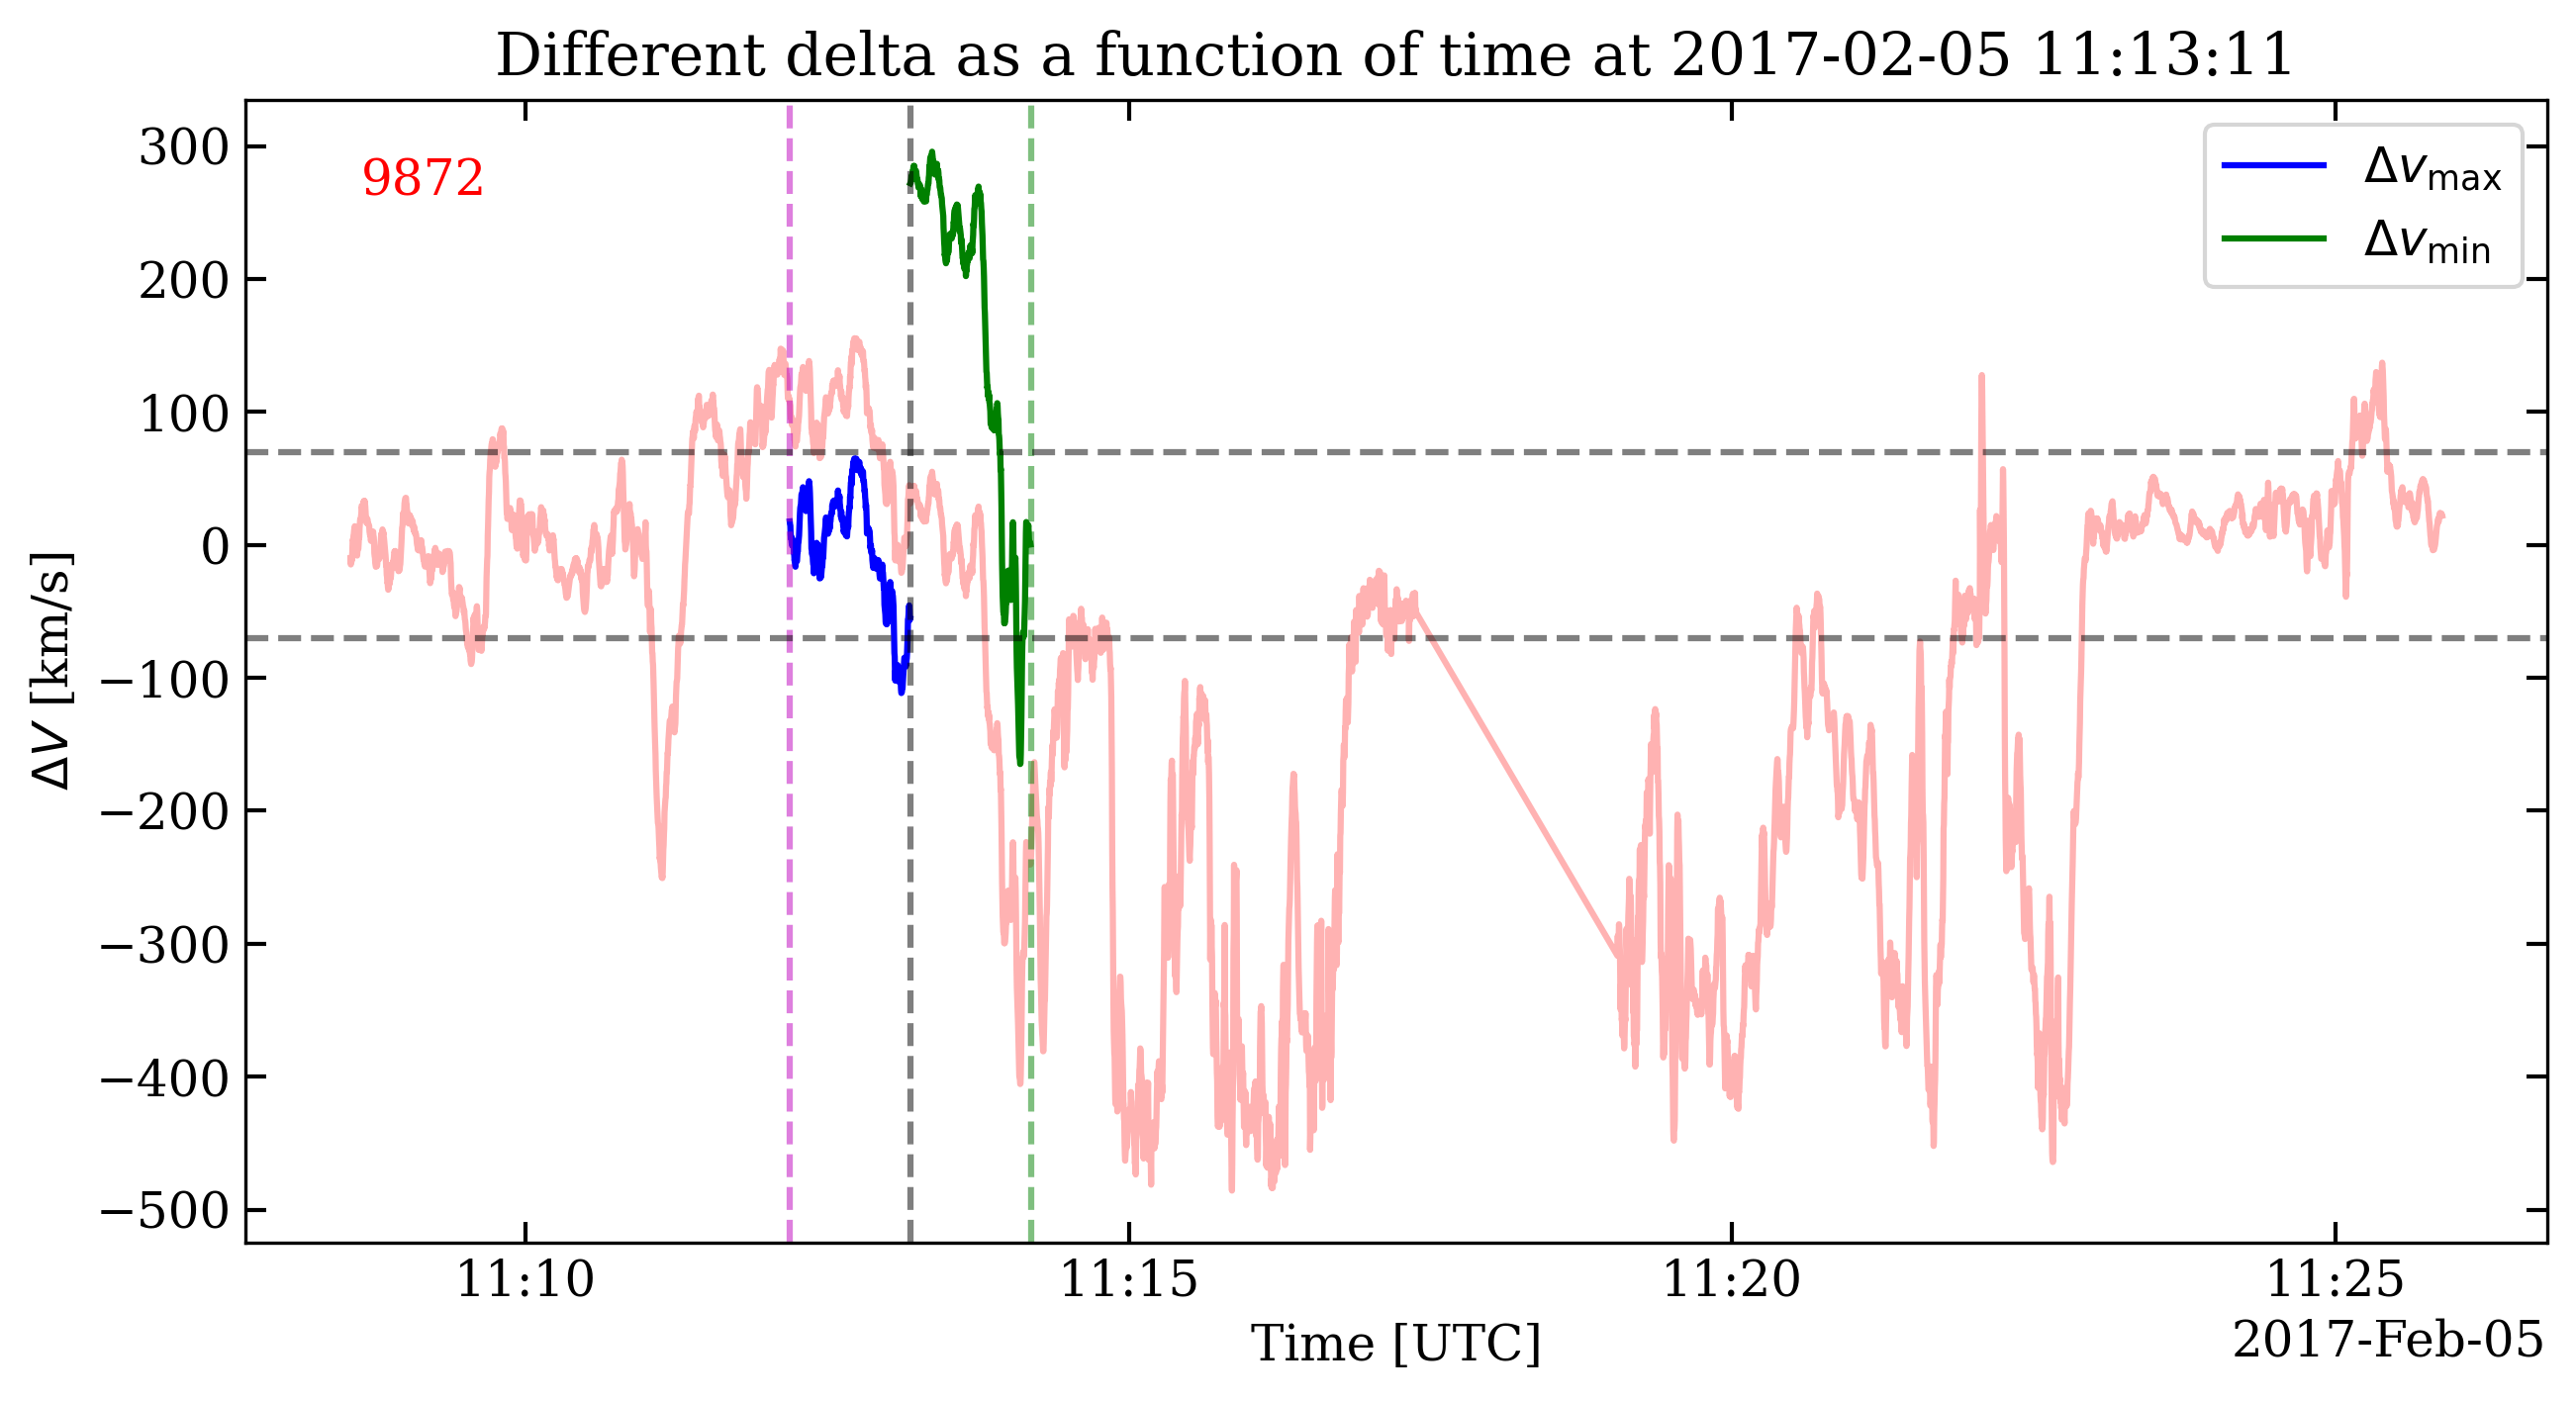 Different delta as a function of time at 2017-02-05 11:13:11
9872
Δv_max
Δv_min
ΔV [km/s]
300
200
100
0
−100
−200
−300
−400
−500
11:10
11:15
11:20
11:25
Time [UTC]
2017-Feb-05